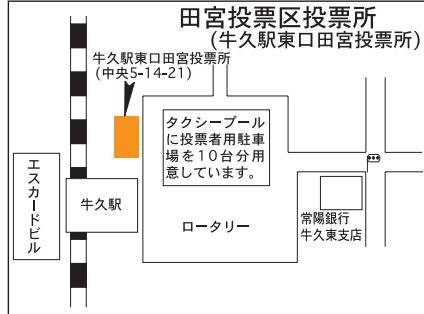 田宮投票区投票所
(牛久駅東口田宮投票所)
牛久駅東口田宮投票所
(中央5-14-21)
タクシープール
に投票者用駐車
場を10台分用
意しています。
エスカードビル
牛久駅
ロータリー
常陽銀行
牛久東支店